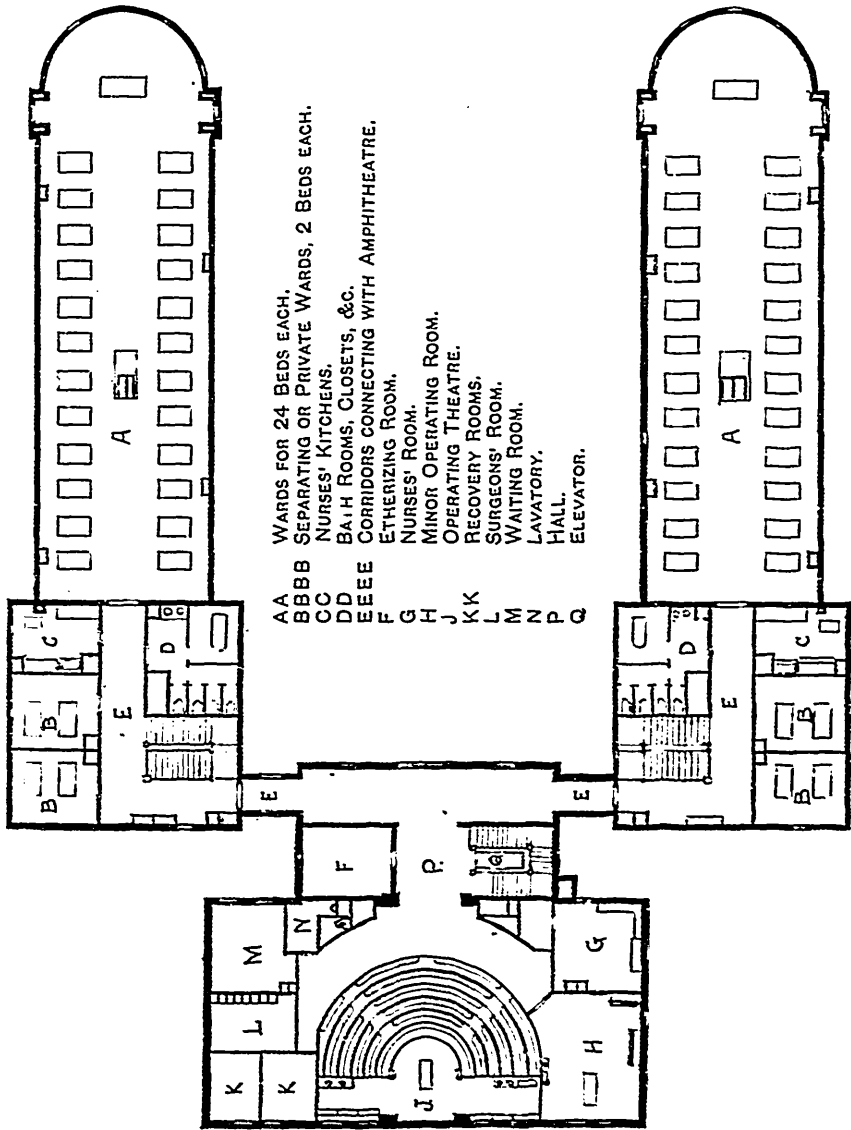 AA WARDS FOR 24 BEDS EACH.
BBBB SEPARATING OR PRIVATE WARDS, 2 BEDS EACH.
CC NURSES' KITCHENS.
DD BATH ROOMS, CLOSETS, &C.
EEEE CORRIDORS CONNECTING WITH AMPHITHEATRE.
F ETHERIZING ROOM.
G NURSES' ROOM.
H MINOR OPERATING ROOM.
J OPERATING THEATRE.
KK RECOVERY ROOMS.
L SURGEONS' ROOM.
M WAITING ROOM.
N LAVATORY.
P HALL.
Q ELEVATOR.
A
C
D
B
B
E
E
F
P.
Q
E
N
M
L
K
K
J
G
H
A
D
C
E
B
B